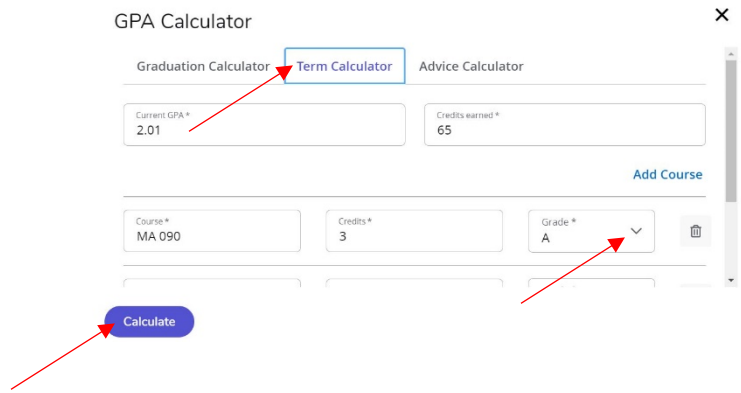 GPA Calculator
Graduation Calculator Term Calculator Advice Calculator
Current GPA * Credits earned *
2.01 65
Add Course
Course * Credits * Grade *
MA 090 3 A
Calculate